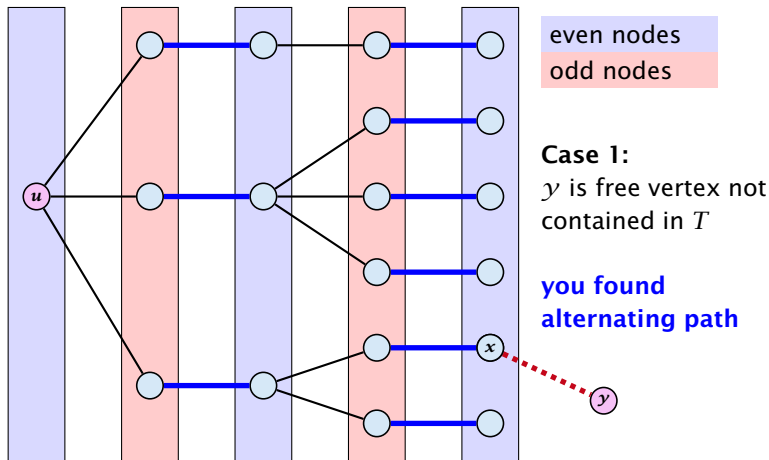 even nodes
odd nodes
u
Case 1:
y is free vertex not
contained in T
you found
alternating path
x
y